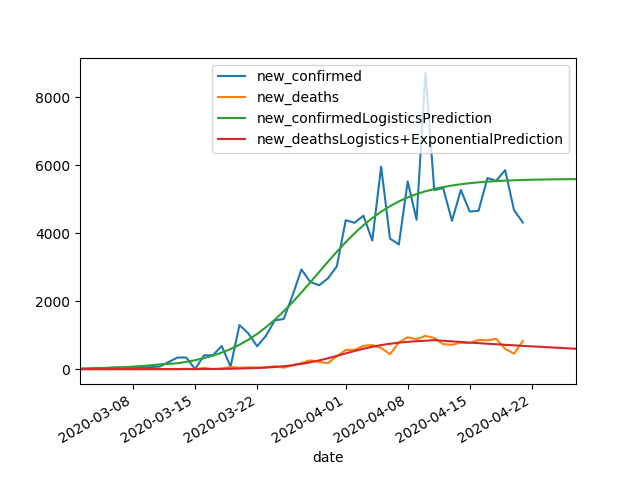 new_confirmed
new_deaths
new_confirmedLogisticsPrediction
new_deathsLogistics+ExponentialPrediction
8000
6000
4000
2000
0
2020-03-08
2020-03-15
2020-03-22
2020-04-01
2020-04-08
2020-04-15
2020-04-22
date